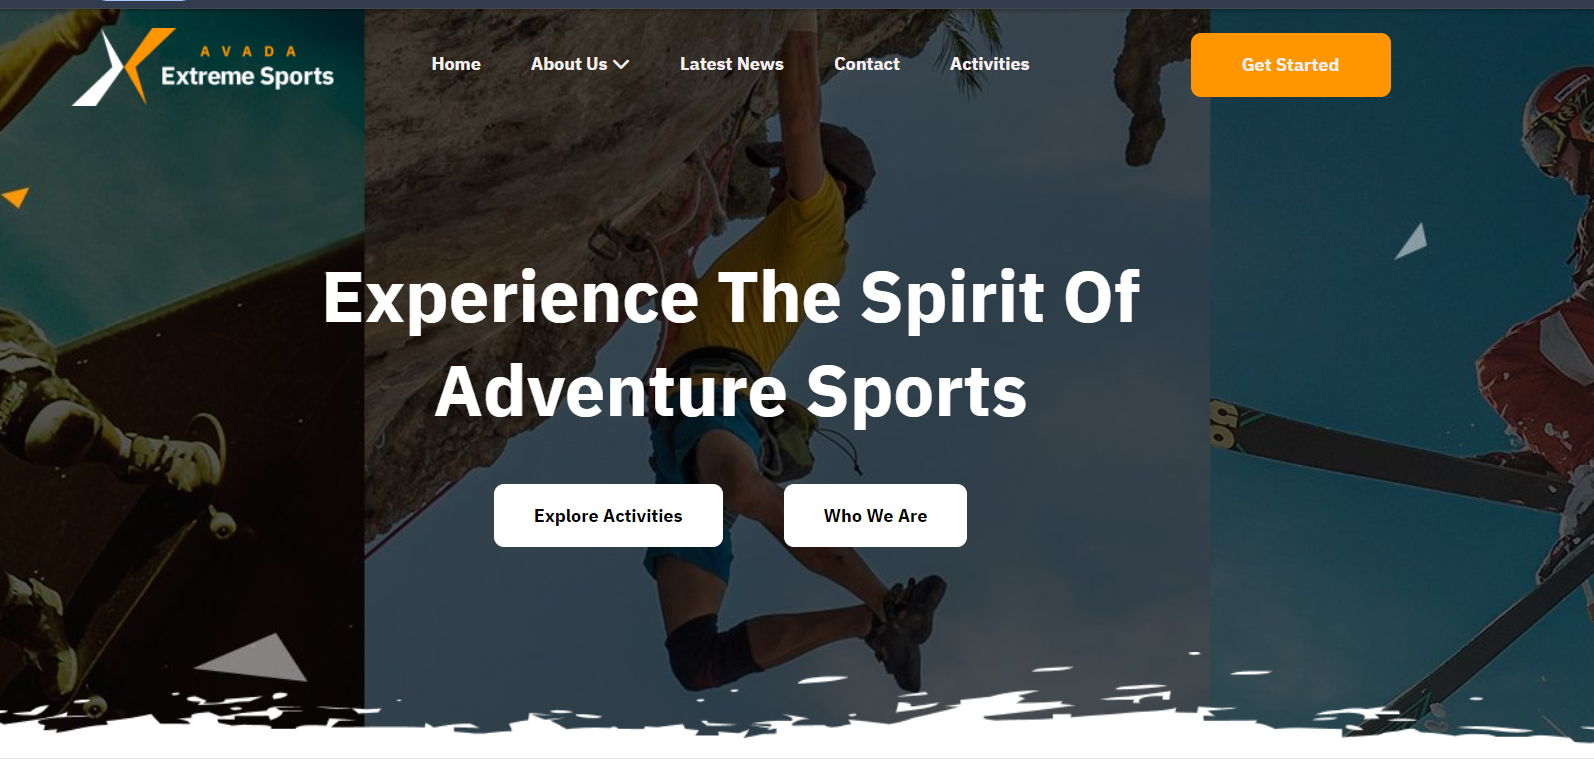 AVADA
Extreme Sports
Home
About Us
Latest News
Contact
Activities
Get Started
Experience The Spirit Of
Adventure Sports
Explore Activities
Who We Are